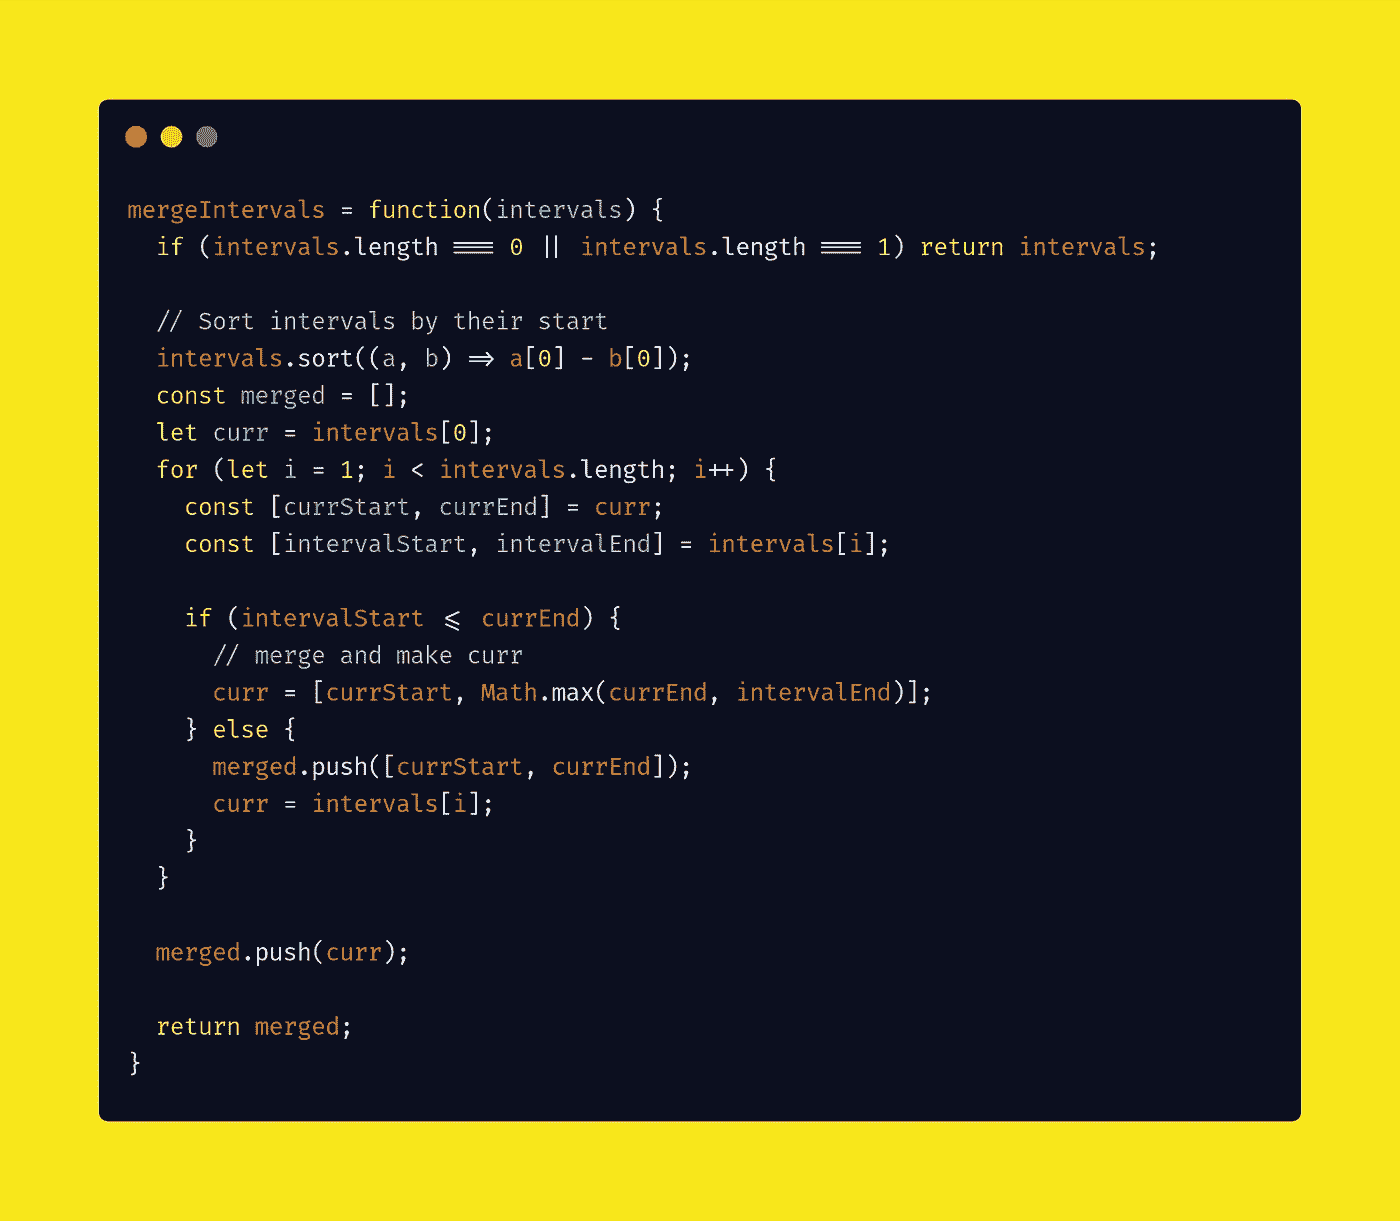 mergeIntervals = function(intervals) {
  if (intervals.length === 0 || intervals.length === 1) return intervals;

  // Sort intervals by their start
  intervals.sort((a, b) => a[0] - b[0]);
  const merged = [];
  let curr = intervals[0];
  for (let i = 1; i < intervals.length; i++) {
    const [currStart, currEnd] = curr;
    const [intervalStart, intervalEnd] = intervals[i];

    if (intervalStart <= currEnd) {
      // merge and make curr
      curr = [currStart, Math.max(currEnd, intervalEnd)];
    } else {
      merged.push([currStart, currEnd]);
      curr = intervals[i];
    }
  }

  merged.push(curr);

  return merged;
}